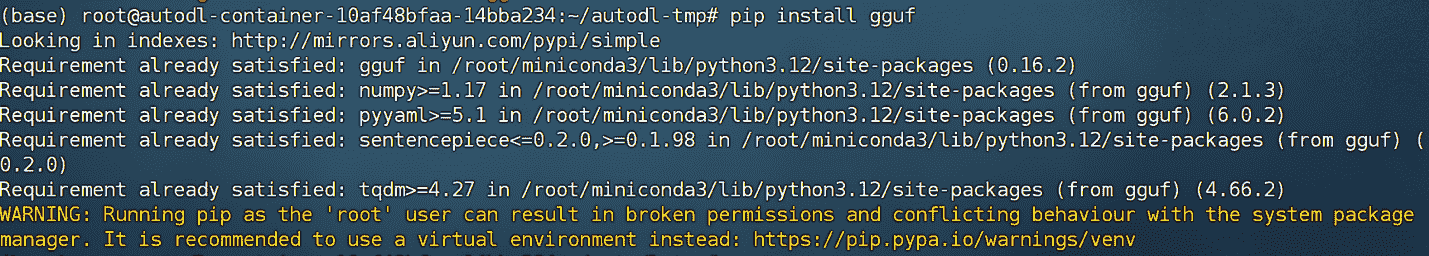 (base) root@autodl-container-10af48bfaa-14bba234:~/autodl-tmp# pip install gguf
Looking in indexes: http://mirrors.aliyun.com/pypi/simple
Requirement already satisfied: gguf in /root/miniconda3/lib/python3.12/site-packages (0.16.2)
Requirement already satisfied: numpy>=1.17 in /root/miniconda3/lib/python3.12/site-packages (from gguf) (2.1.3)
Requirement already satisfied: pyyaml>=5.1 in /root/miniconda3/lib/python3.12/site-packages (from gguf) (6.0.2)
Requirement already satisfied: sentencepiece<=0.2.0,>=0.1.98 in /root/miniconda3/lib/python3.12/site-packages (from gguf) (
0.2.0)
Requirement already satisfied: tqdm>=4.27 in /root/miniconda3/lib/python3.12/site-packages (from gguf) (4.66.2)
WARNING: Running pip as the 'root' user can result in broken permissions and conflicting behaviour with the system package
manager. It is recommended to use a virtual environment instead: https://pip.pypa.io/warnings/venv